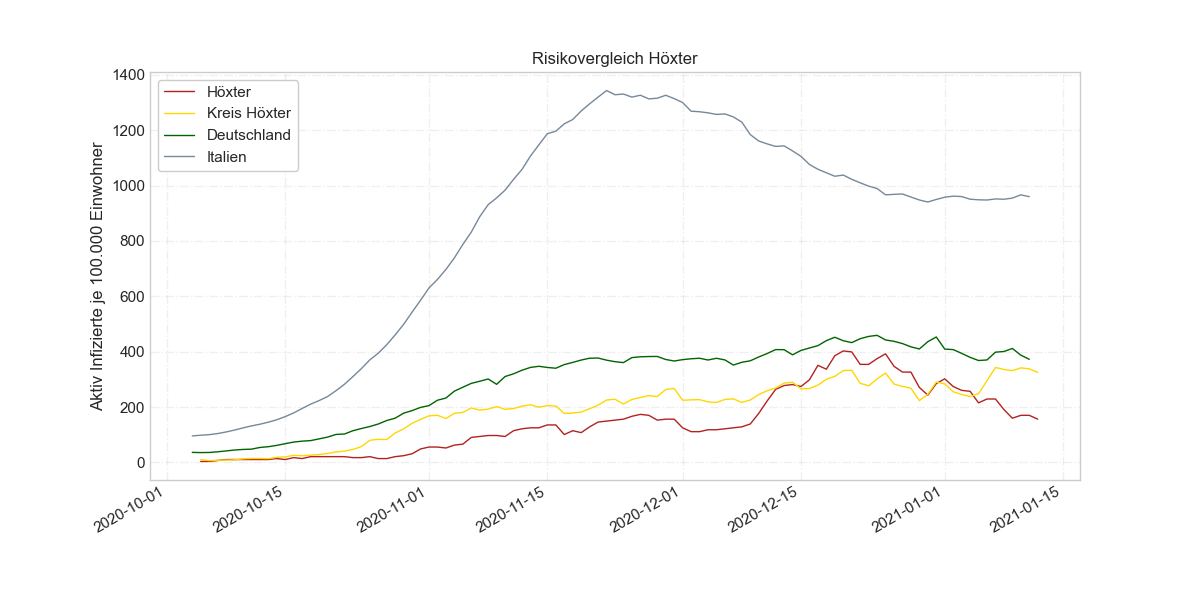 Risikovergleich Höxter
Höxter
Kreis Höxter
Deutschland
Italien
Aktiv Infizierte je 100.000 Einwohner
1400
1200
1000
800
600
400
200
0
2020-10-01
2020-10-15
2020-11-01
2020-11-15
2020-12-01
2020-12-15
2021-01-01
2021-01-15